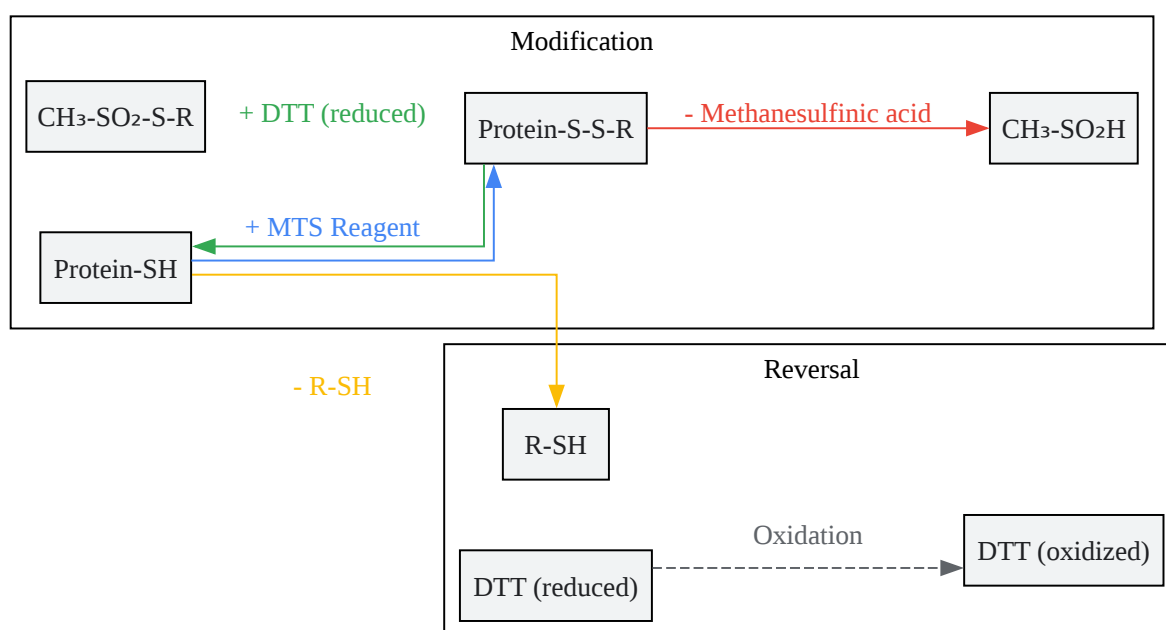 Modification
CH₃-SO₂-S-R
+ DTT (reduced)
Protein-S-S-R
- Methanesulfinic acid
CH₃-SO₂H
+ MTS Reagent
Protein-SH
Reversal
- R-SH
R-SH
Oxidation
DTT (reduced)
DTT (oxidized)